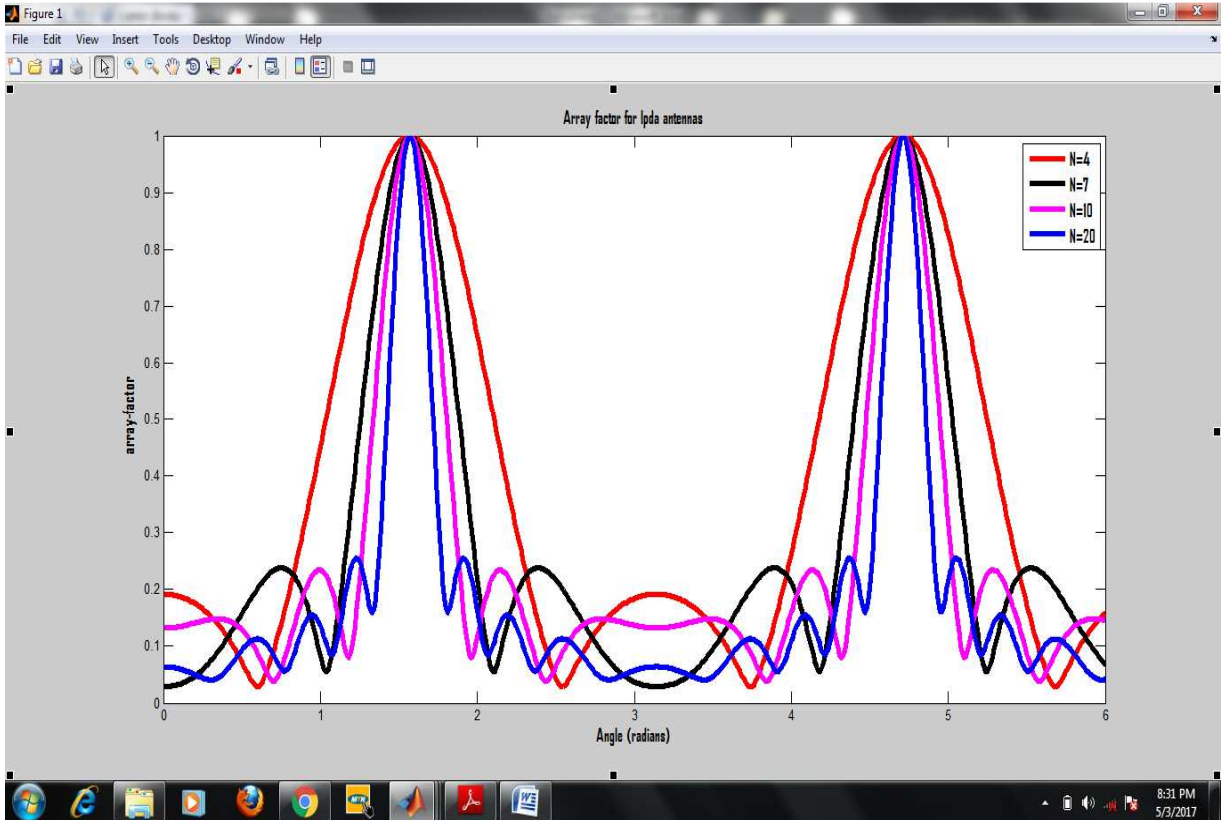 Figure 1
File Edit View Insert Tools Desktop Window Help
Array factor for lpda antennas
1
0.9
0.8
0.7
0.6
0.5
0.4
0.3
0.2
0.1
0
array-factor
N=4
N=7
N=10
N=20
0 1 2 3 4 5 6
Angle (radians)
MTN
W
8:31 PM
5/3/2017